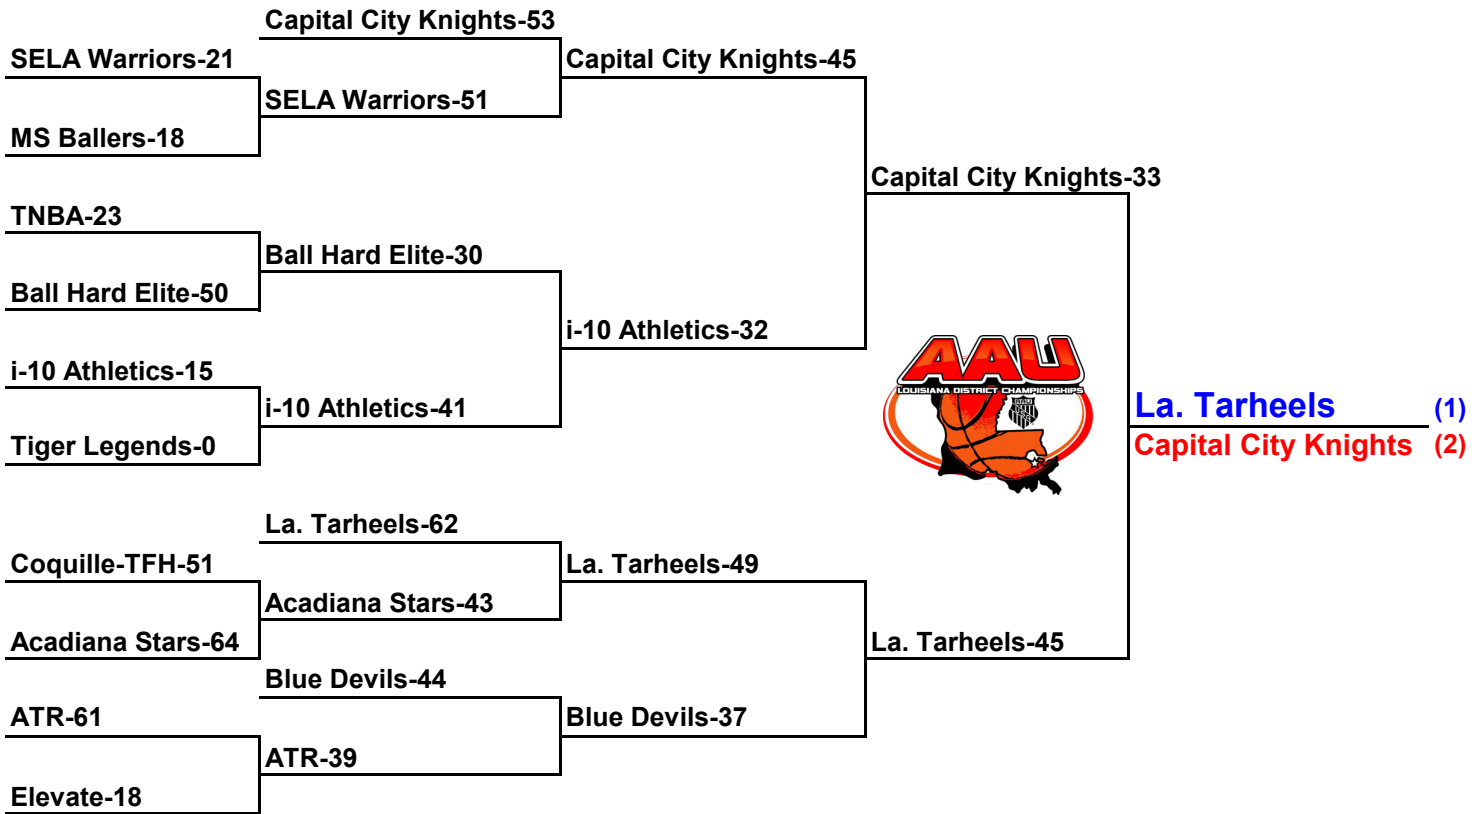 Capital City Knights-53
SELA Warriors-21
Capital City Knights-45
SELA Warriors-51
MS Ballers-18
Capital City Knights-33
TNBA-23
Ball Hard Elite-30
Ball Hard Elite-50
i-10 Athletics-32
i-10 Athletics-15
i-10 Athletics-41
Tiger Legends-0
AAU
LOUISIANA DISTRICT CHAMPIONSHIPS
La. Tarheels (1)
Capital City Knights (2)
La. Tarheels-62
Coquille-TFH-51
La. Tarheels-49
Acadiana Stars-43
Acadiana Stars-64
La. Tarheels-45
Blue Devils-44
ATR-61
Blue Devils-37
ATR-39
Elevate-18